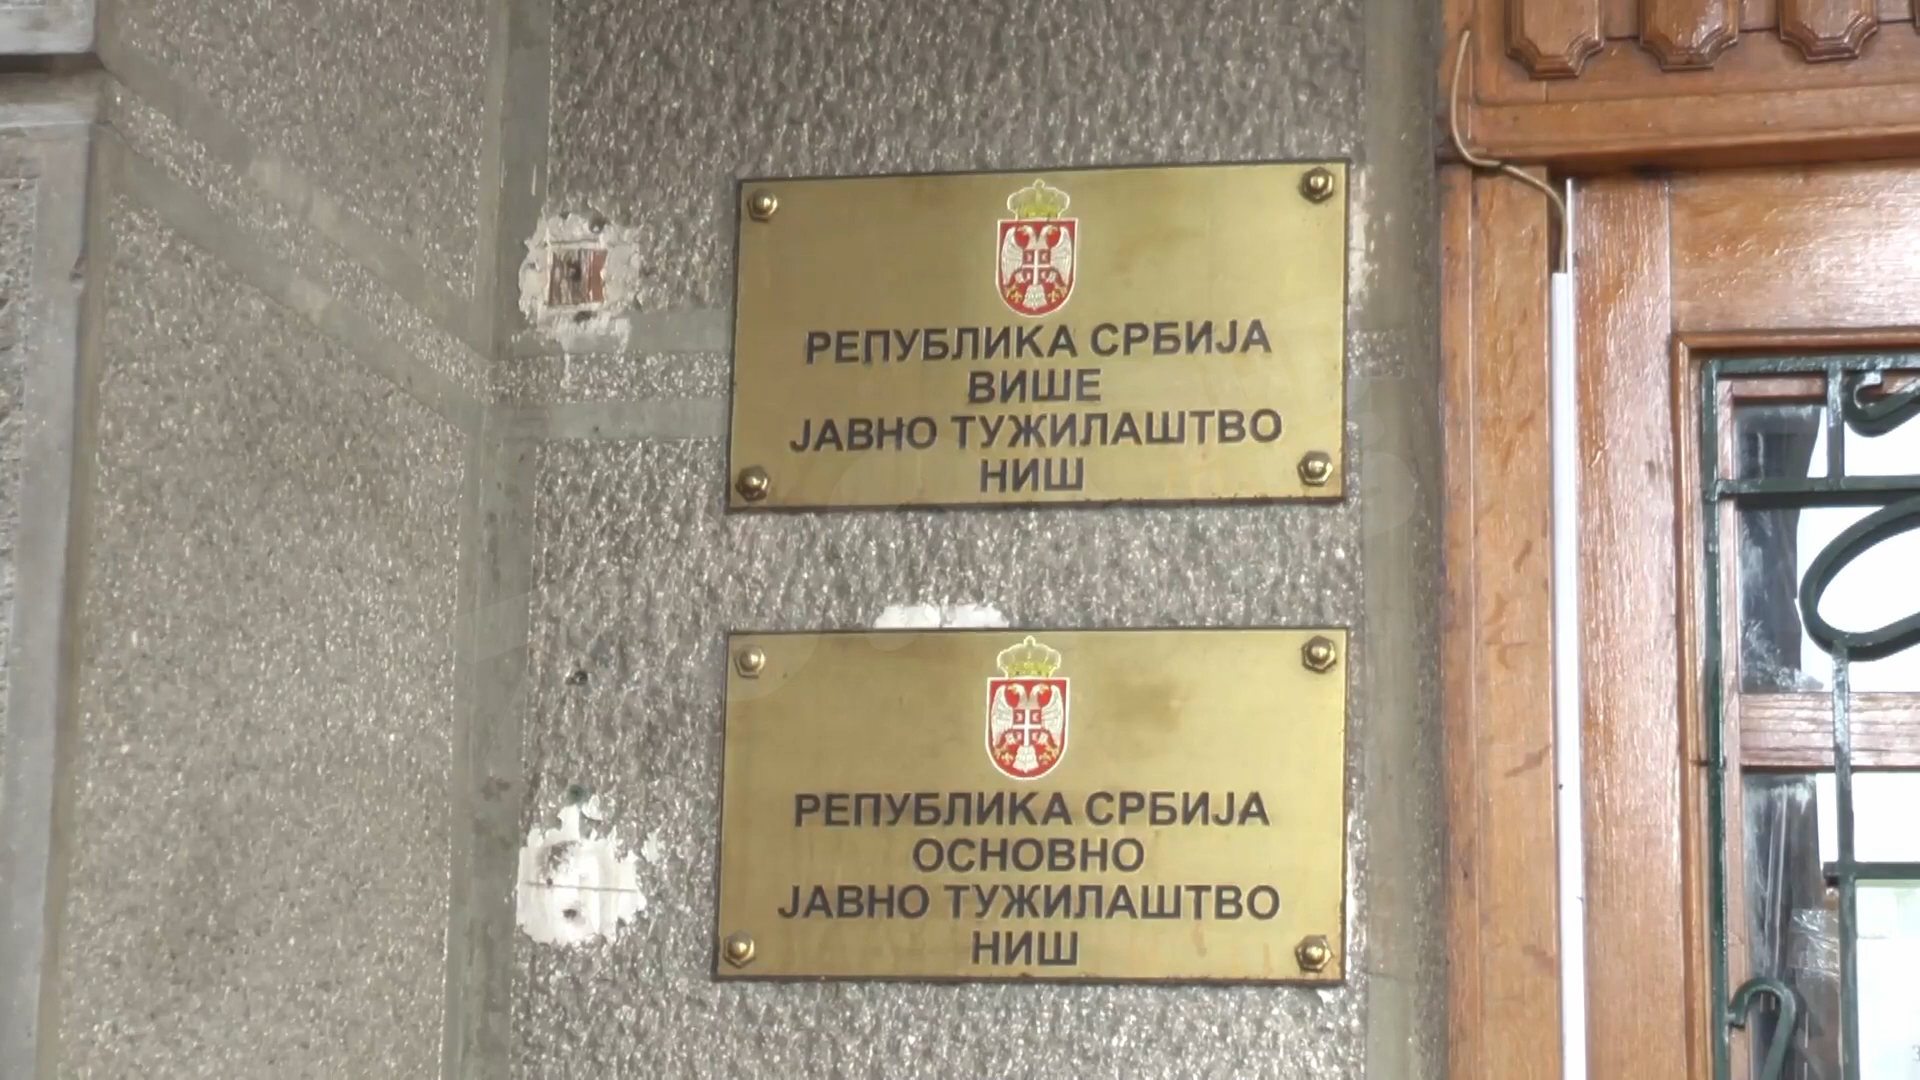 РЕПУБЛИКА СРБИЈА
ВИШЕ
ЈАВНО ТУЖИЛАШТВО
НИШ
РЕПУБЛИКА СРБИЈА
ОСНОВНО
ЈАВНО ТУЖИЛАШТВО
НИШ